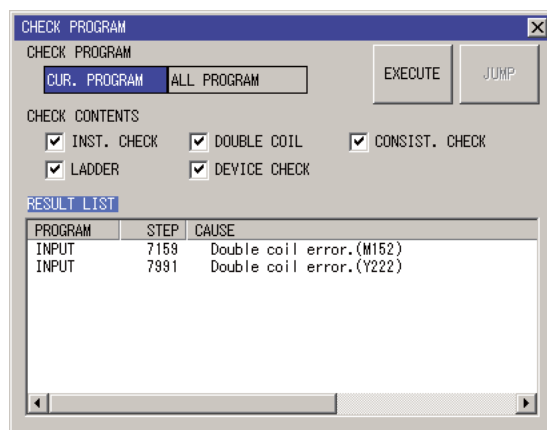 CHECK PROGRAM
CHECK PROGRAM
CUR. PROGRAM ALL PROGRAM EXECUTE JUMP
CHECK CONTENTS
INST. CHECK DOUBLE COIL CONSIST. CHECK
LADDER DEVICE CHECK
RESULT LIST
PROGRAM STEP CAUSE
INPUT 7159 Double coil error.(M152)
INPUT 7991 Double coil error.(Y222)